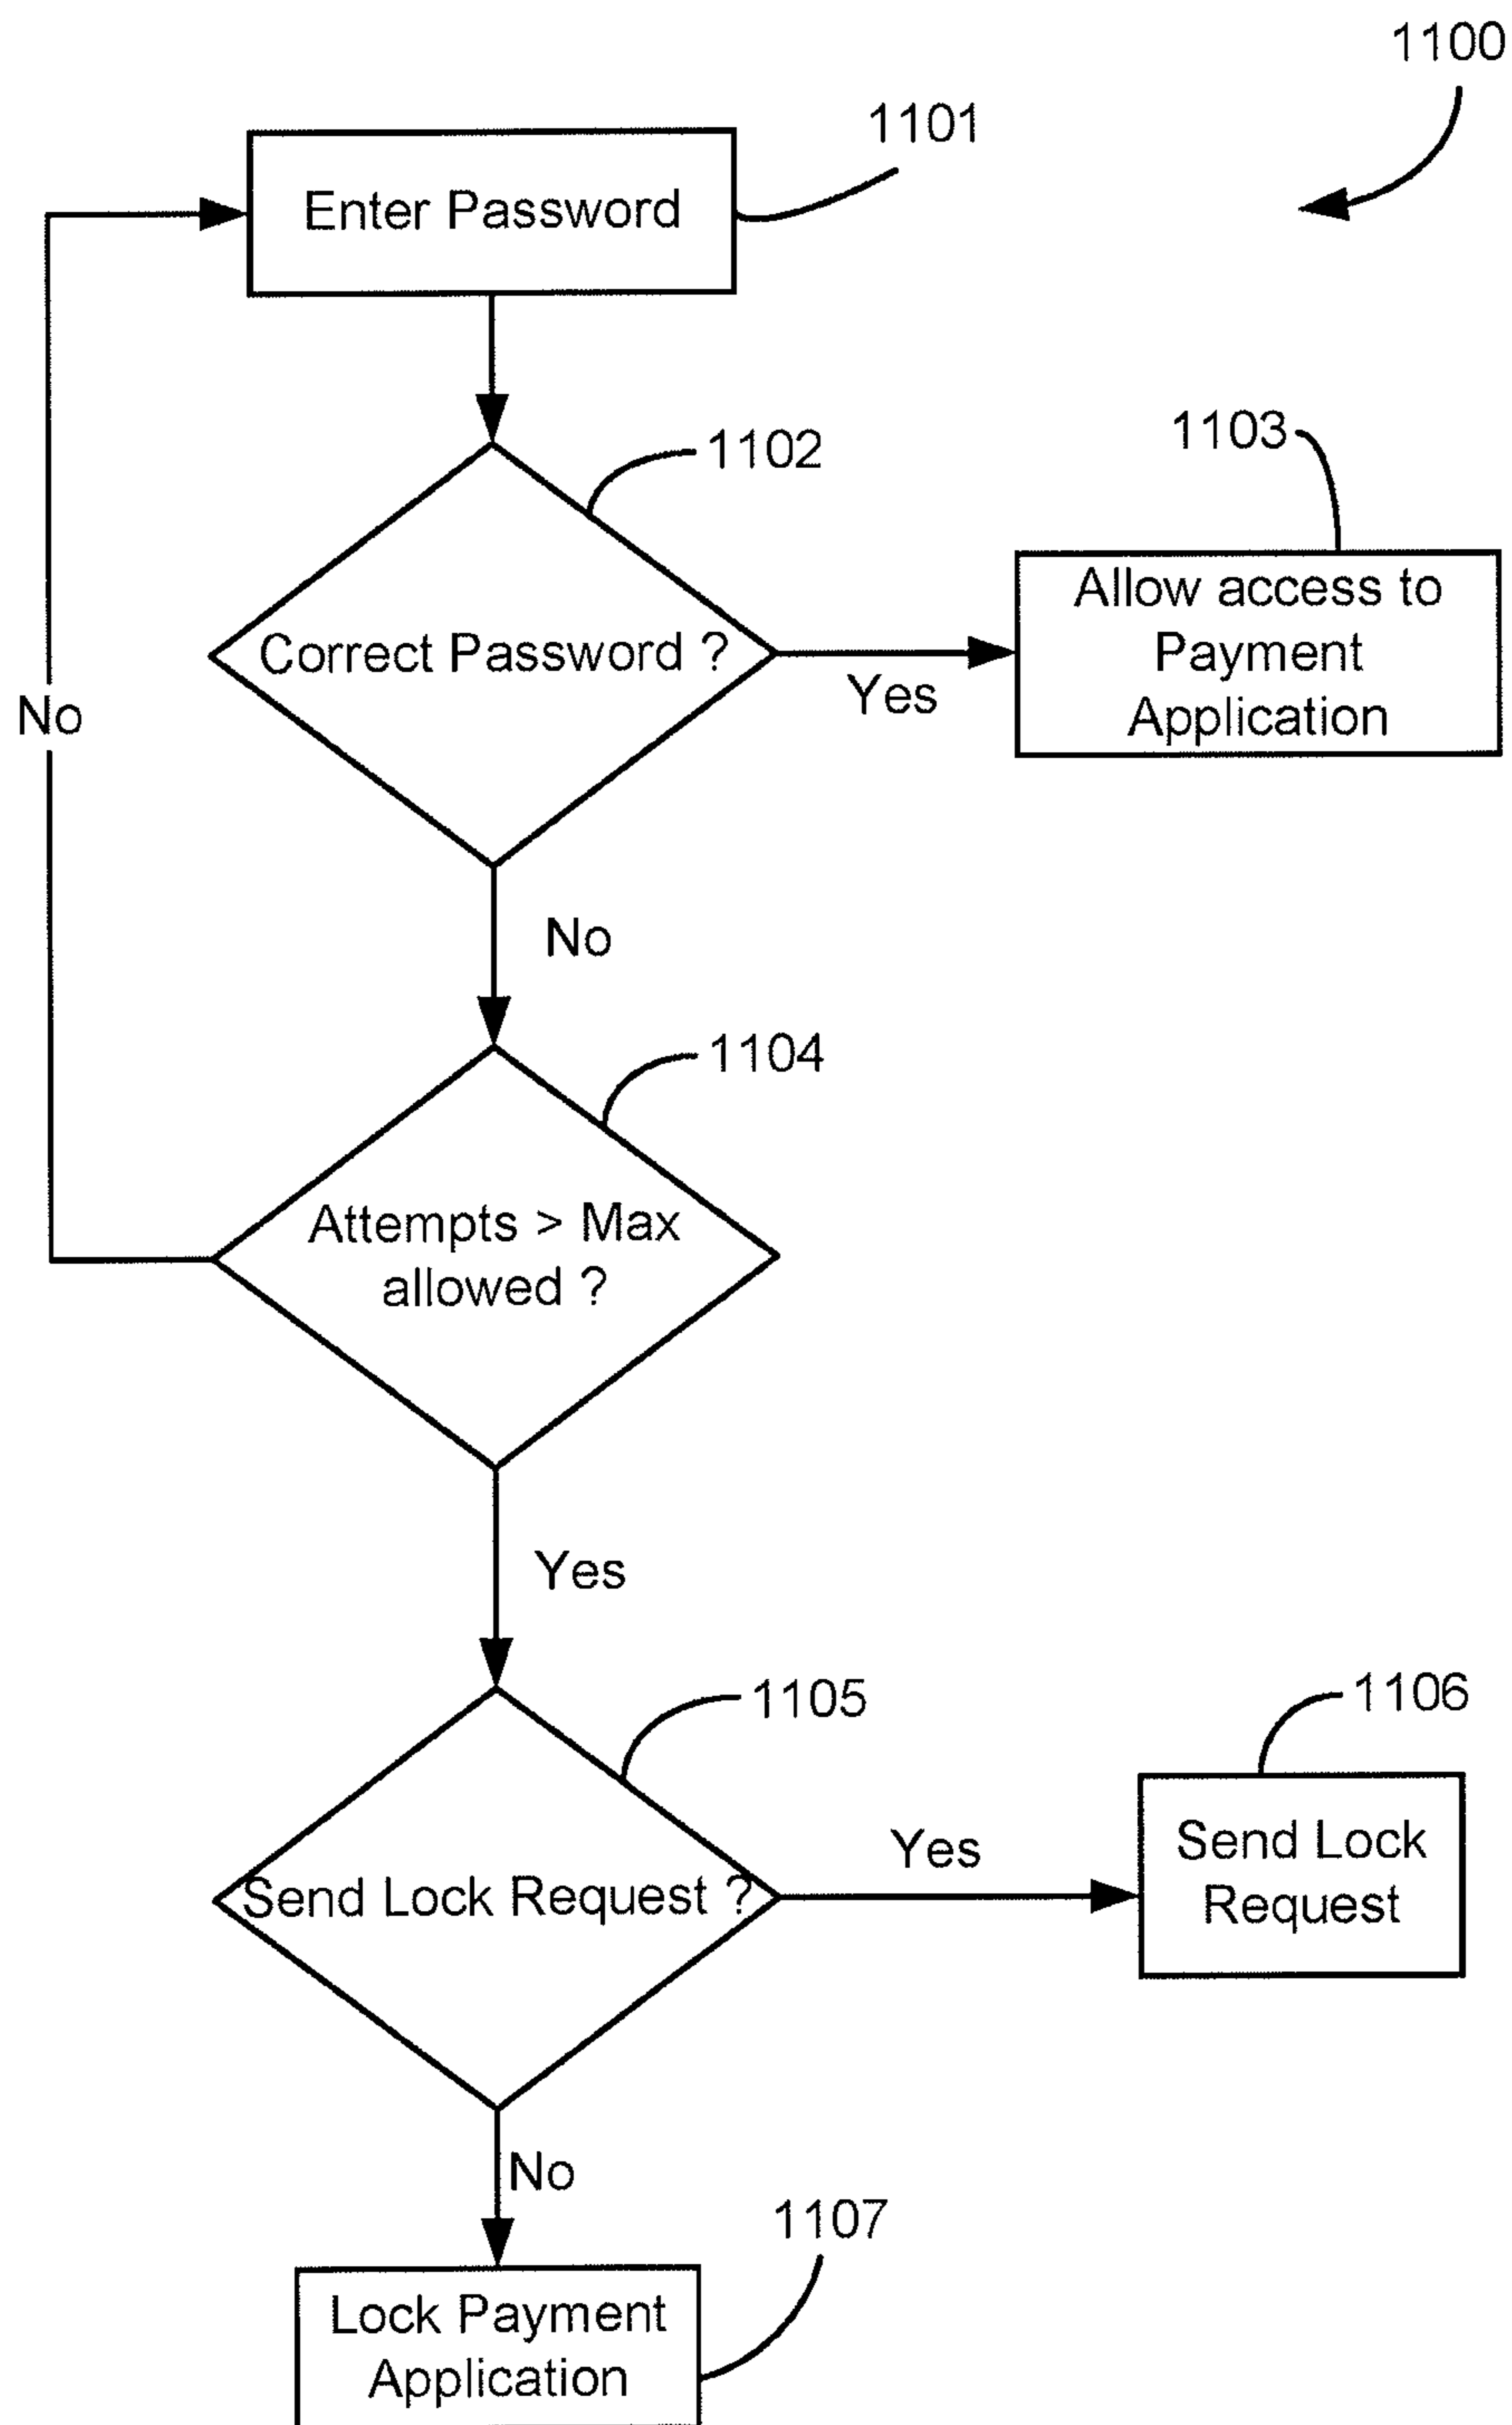 1100
1101
Enter Password
1102
1103
Correct Password ?
Yes
Allow access to
Payment
Application
No
No
1104
Attempts > Max
allowed ?
Yes
1105
1106
Send Lock Request ?
Yes
Send Lock
Request
No
1107
Lock Payment
Application